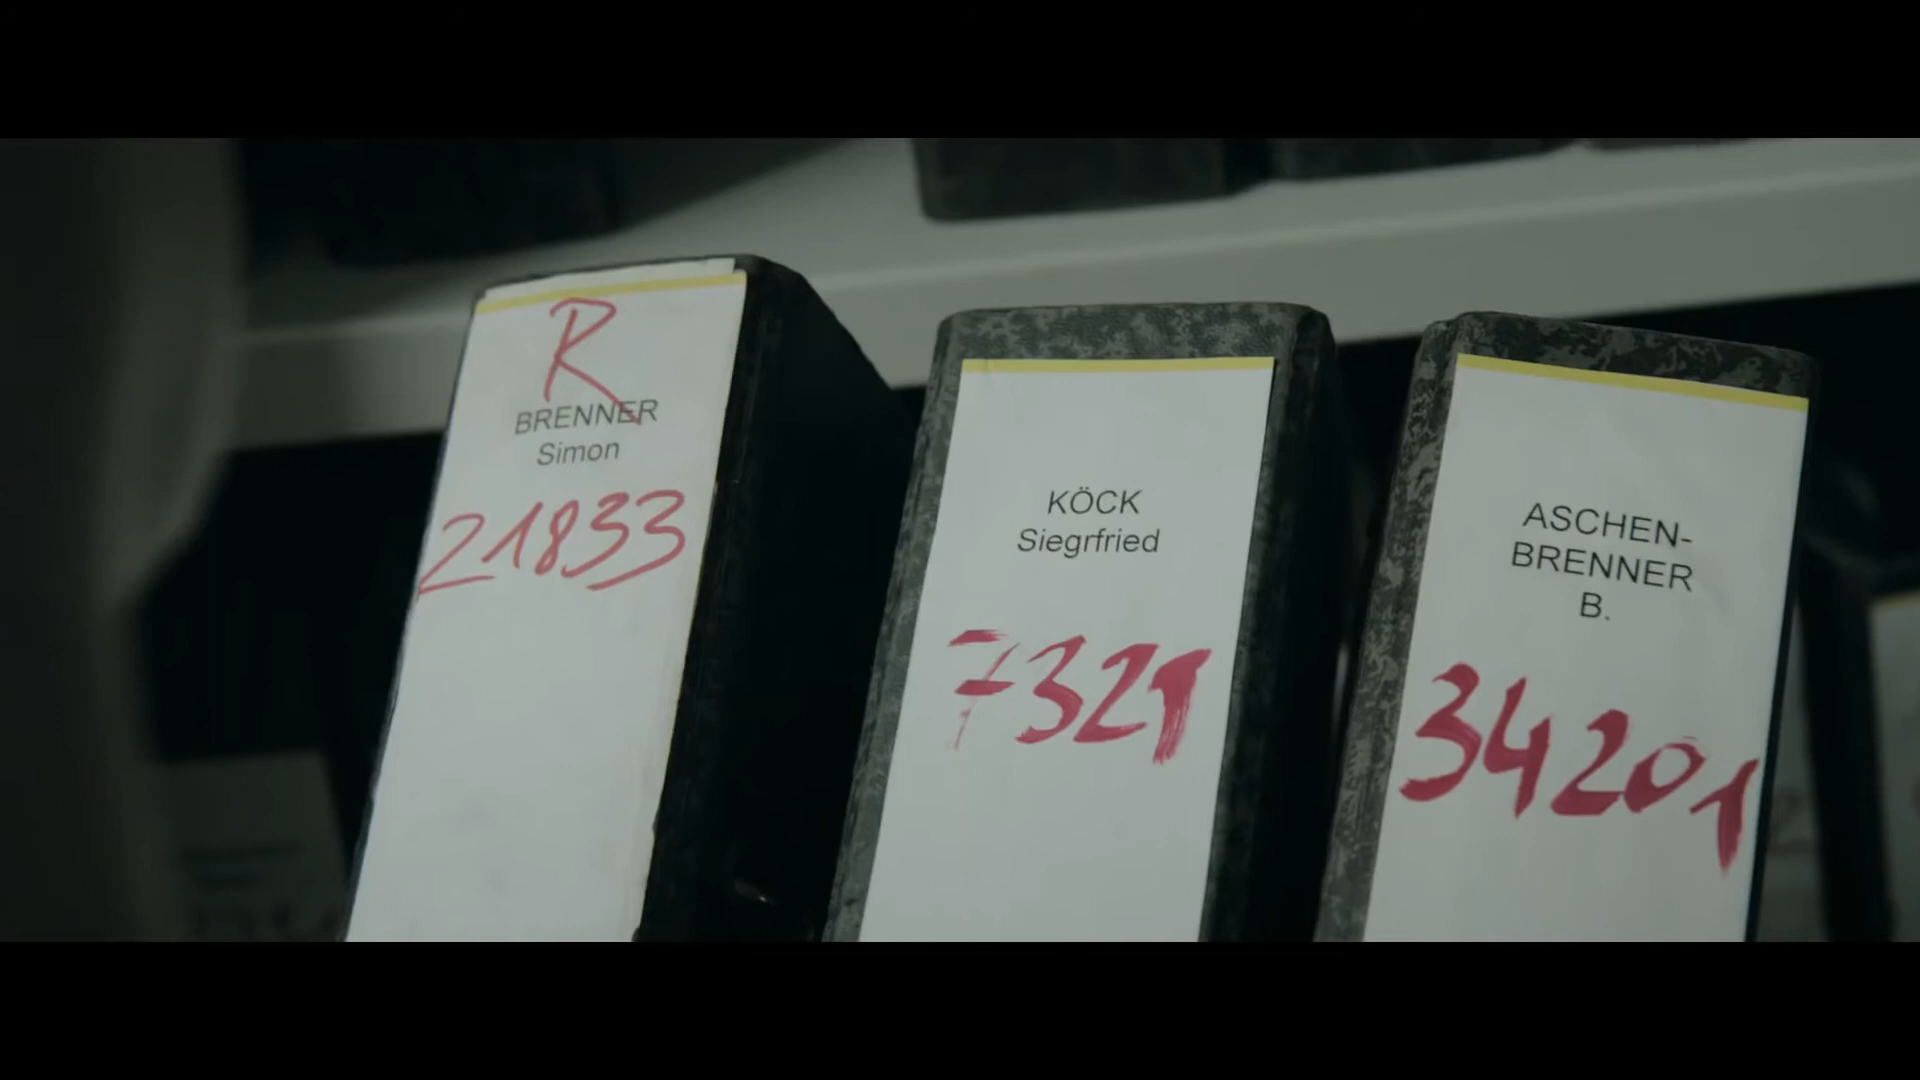 R
BRENNER
Simon
21833
KÖCK
Siegrfried
7321
ASCHEN-
BRENNER
B.
34201